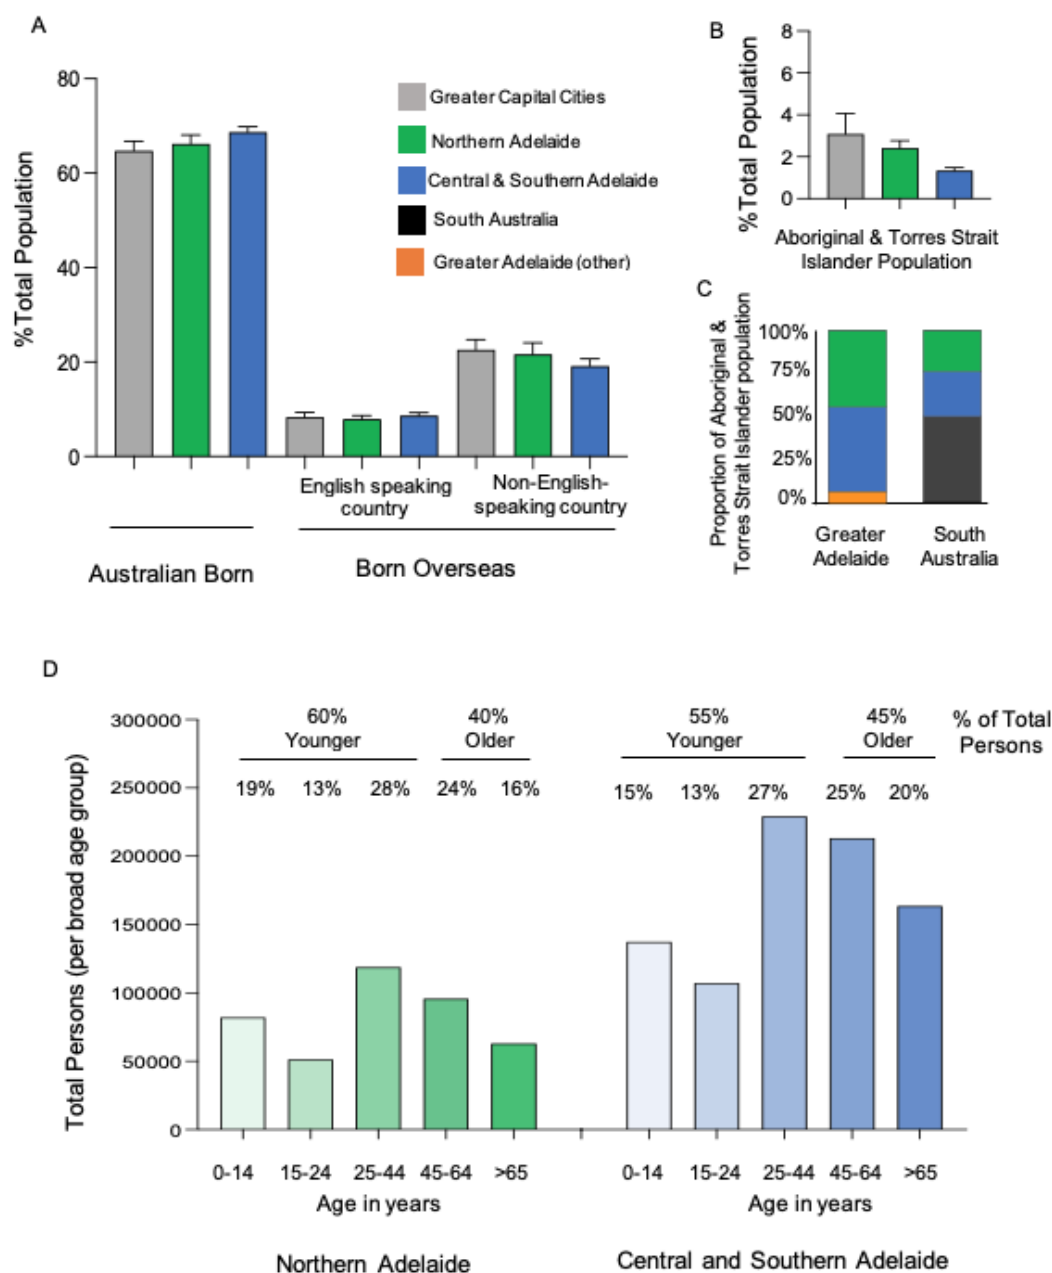 A
80
60
40
20
0
%Total Population
Greater Capital Cities
Northern Adelaide
Central & Southern Adelaide
South Australia
Greater Adelaide (other)
English speaking
country
Non-English-
speaking country
Australian Born
Born Overseas
B
8
6
4
2
0
%Total Population
Aboriginal & Torres Strait
Islander Population
C
Proportion of Aboriginal &
Torres Strait Islander population
100%
75%
50%
25%
0%
Greater
Adelaide
South
Australia
D
Total Persons (per broad age group)
300000
250000
200000
150000
100000
50000
0
60%
Younger
40%
Older
19% 13% 28% 24% 16%
55%
Younger
45%
Older
15% 13% 27% 25% 20%
% of Total
Persons
0-14 15-24 25-44 45-64 >65
Age in years
Northern Adelaide
0-14 15-24 25-44 45-64 >65
Age in years
Central and Southern Adelaide